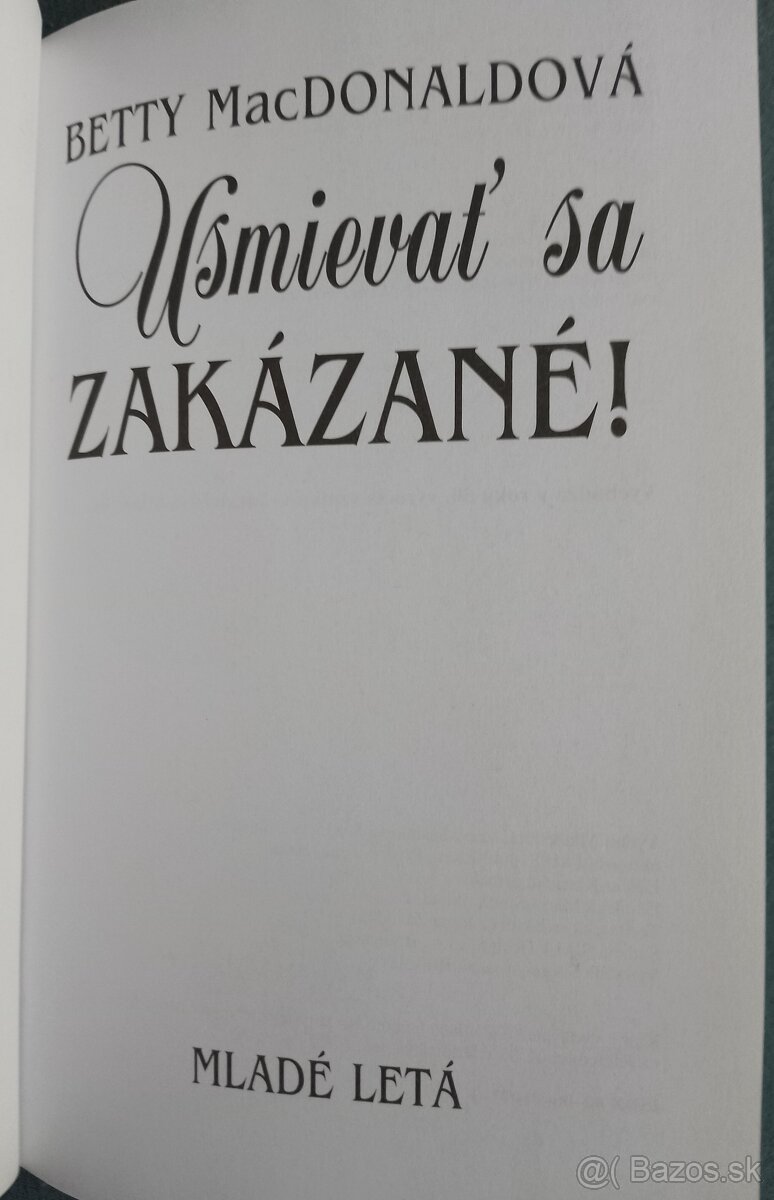 BETTY MacDONALDOVÁ
Usmievať sa
ZAKÁZANÉ!
MLADÉ LETÁ
@( Bazos.sk